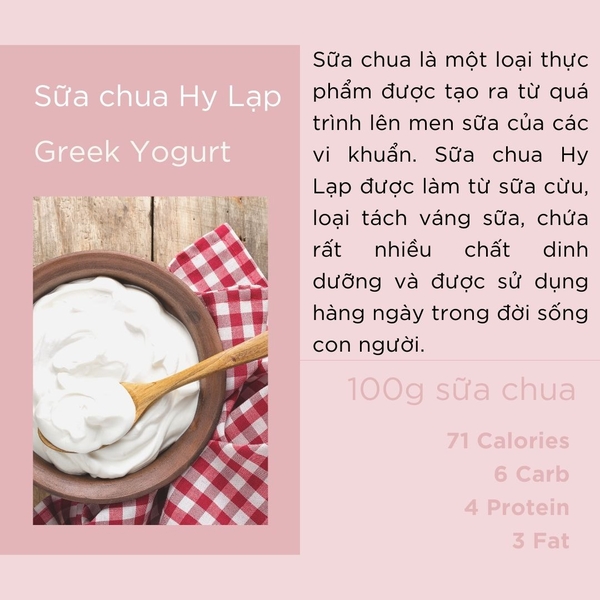 Sữa chua Hy Lạp
Greek Yogurt
Sữa chua là một loại thực
phẩm được tạo ra từ quá
trình lên men sữa của các
vi khuẩn. Sữa chua Hy
Lạp được làm từ sữa cừu,
loại tách váng sữa, chứa
rất nhiều chất dinh
dưỡng và được sử dụng
hàng ngày trong đời sống
con người.
100g sữa chua
71 Calories
6 Carb
4 Protein
3 Fat